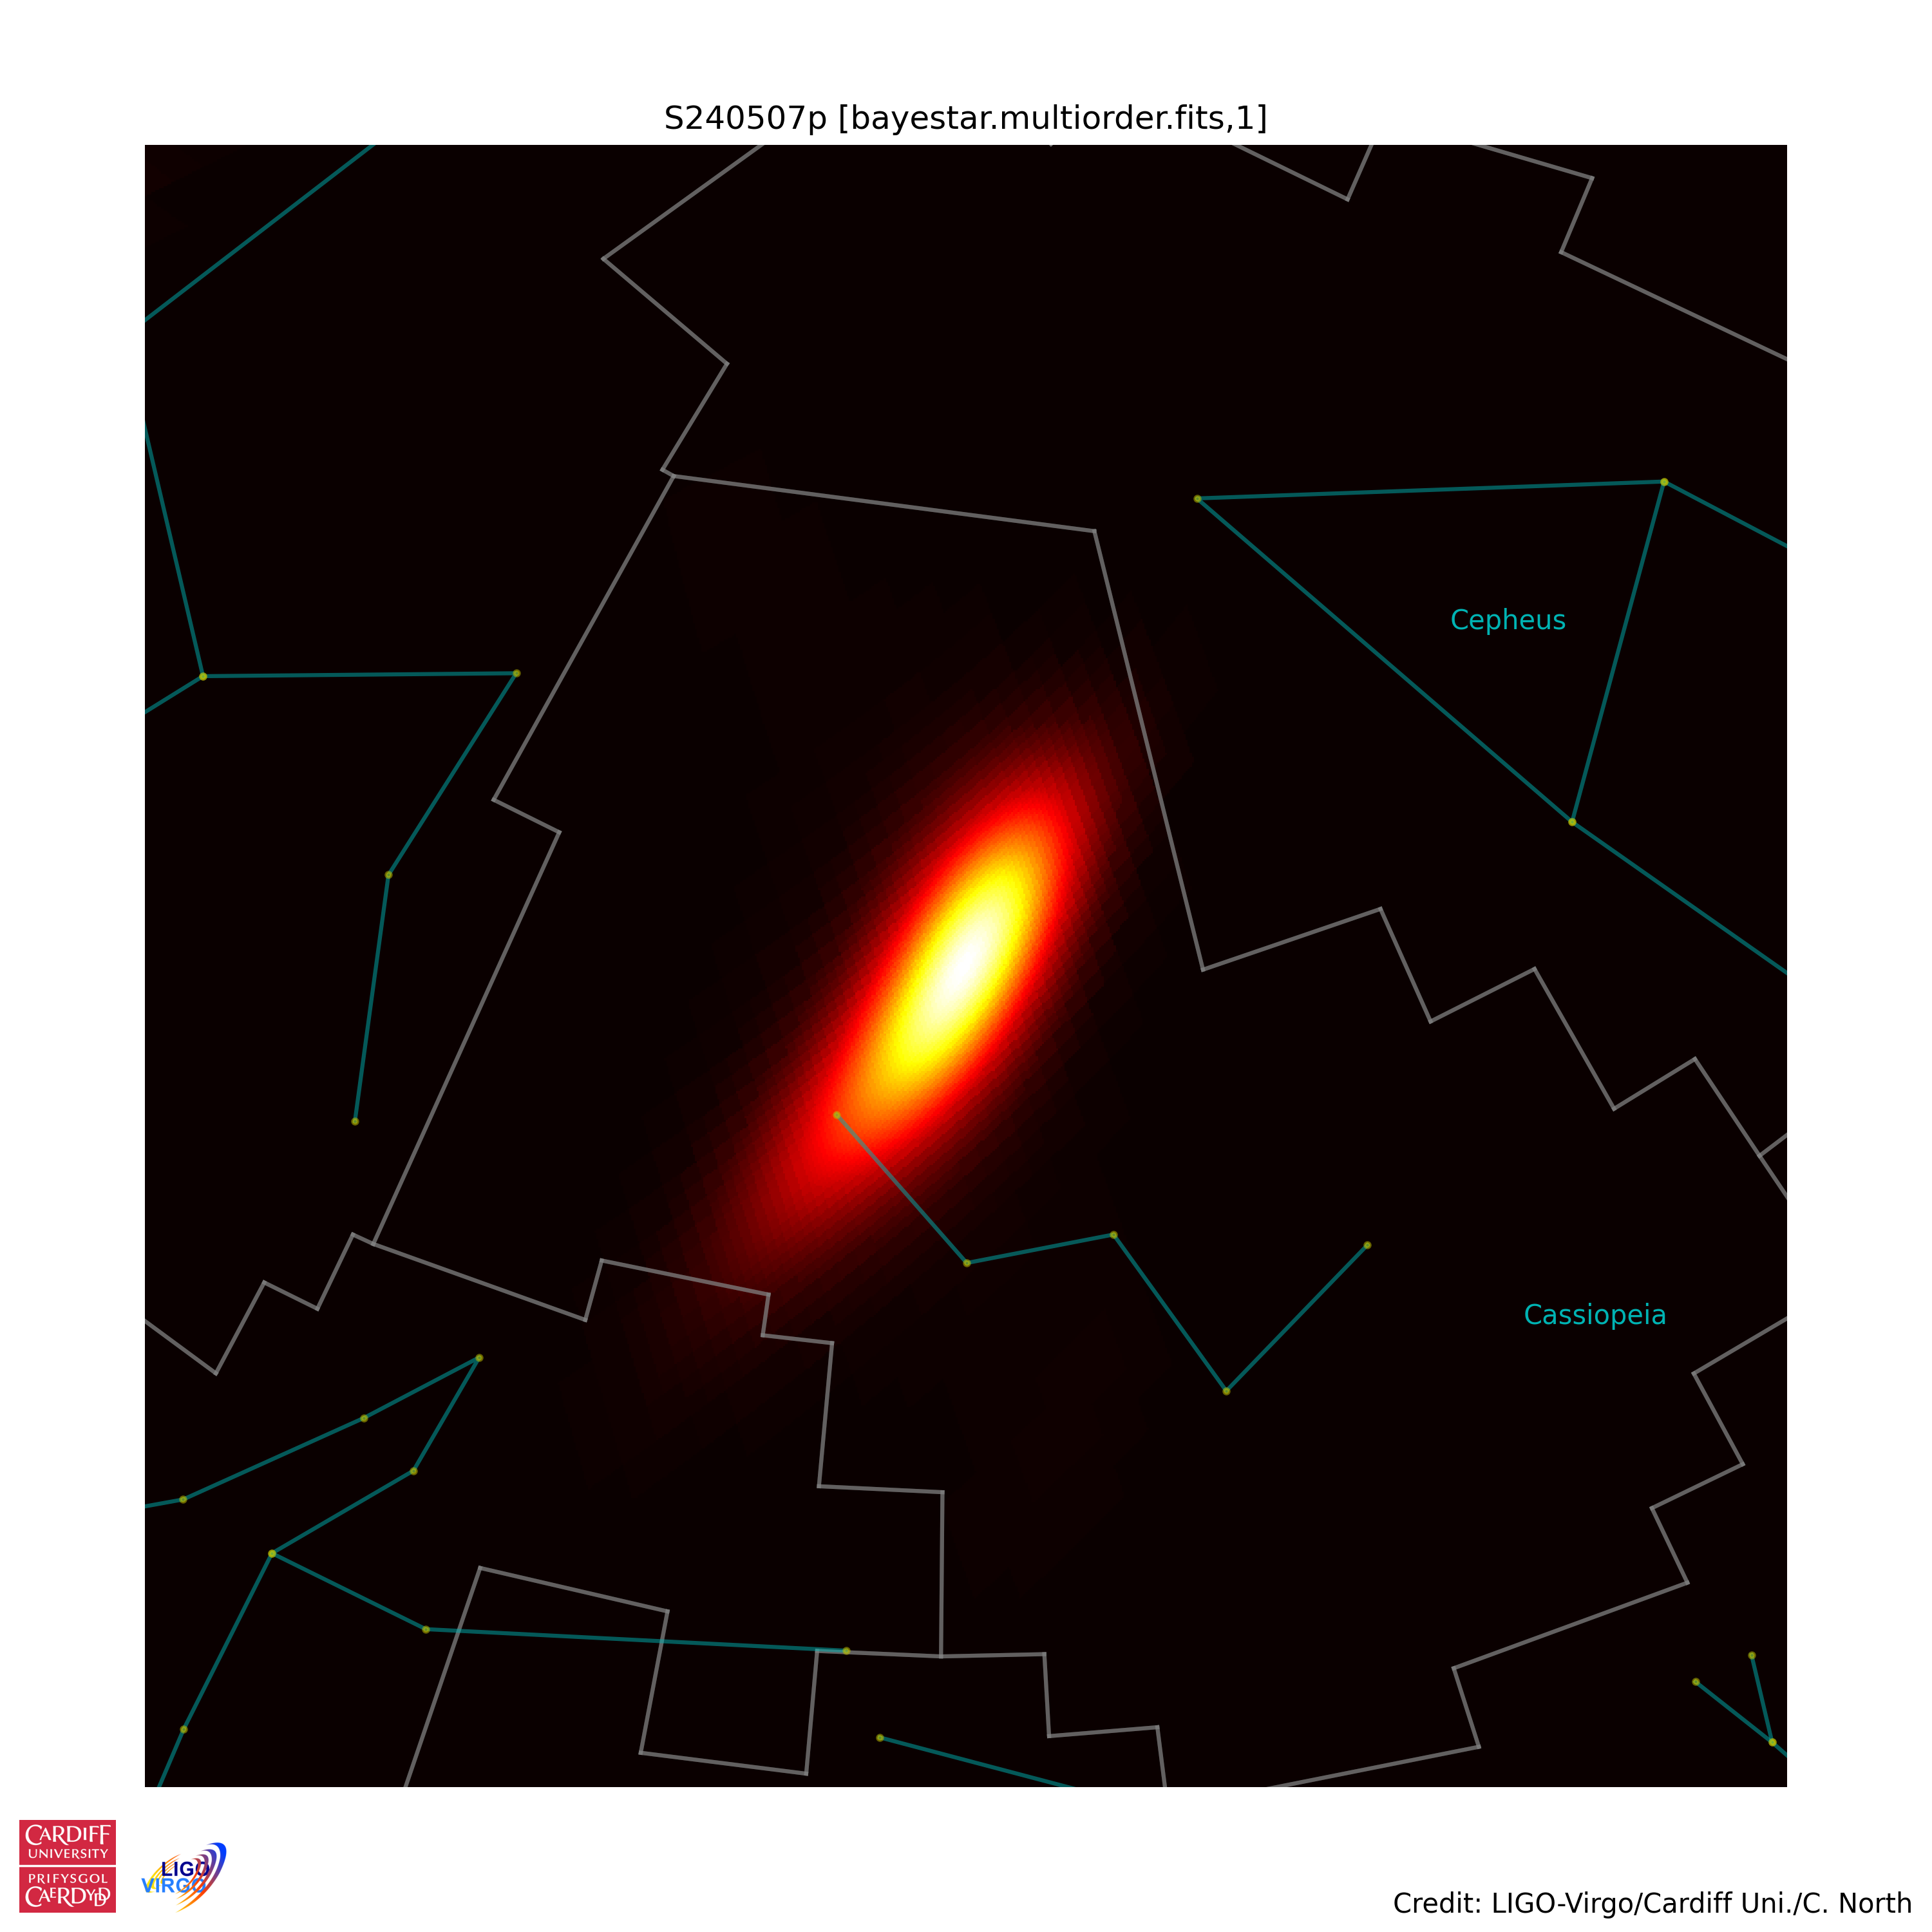 S240507p [bayestar.multiorder.fits,1]
Cepheus
Cassiopeia
CARDIFF
UNIVERSITY
PRIFYSGOL
CAERDYDD
LIGO
VIRGO
Credit: LIGO-Virgo/Cardiff Uni./C. North